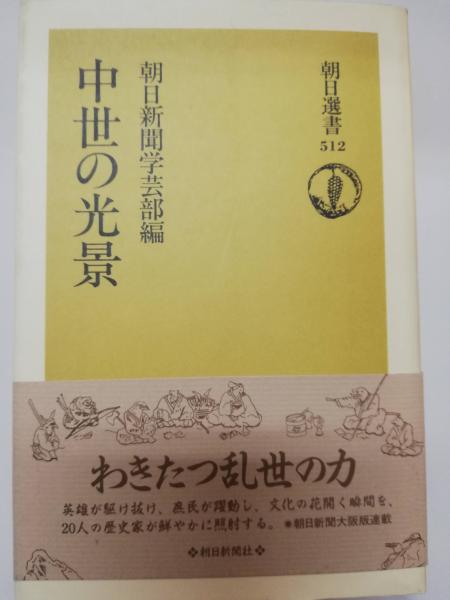 朝日選書
512
朝日新聞学芸部編
中世の光景
わきたつ乱世の力
英雄が駆け抜け、庶民が躍動し、文化の花開く瞬間を、
20人の歴史家が鮮やかに照射する。●朝日新聞大阪版連載
❖朝日新聞社❖